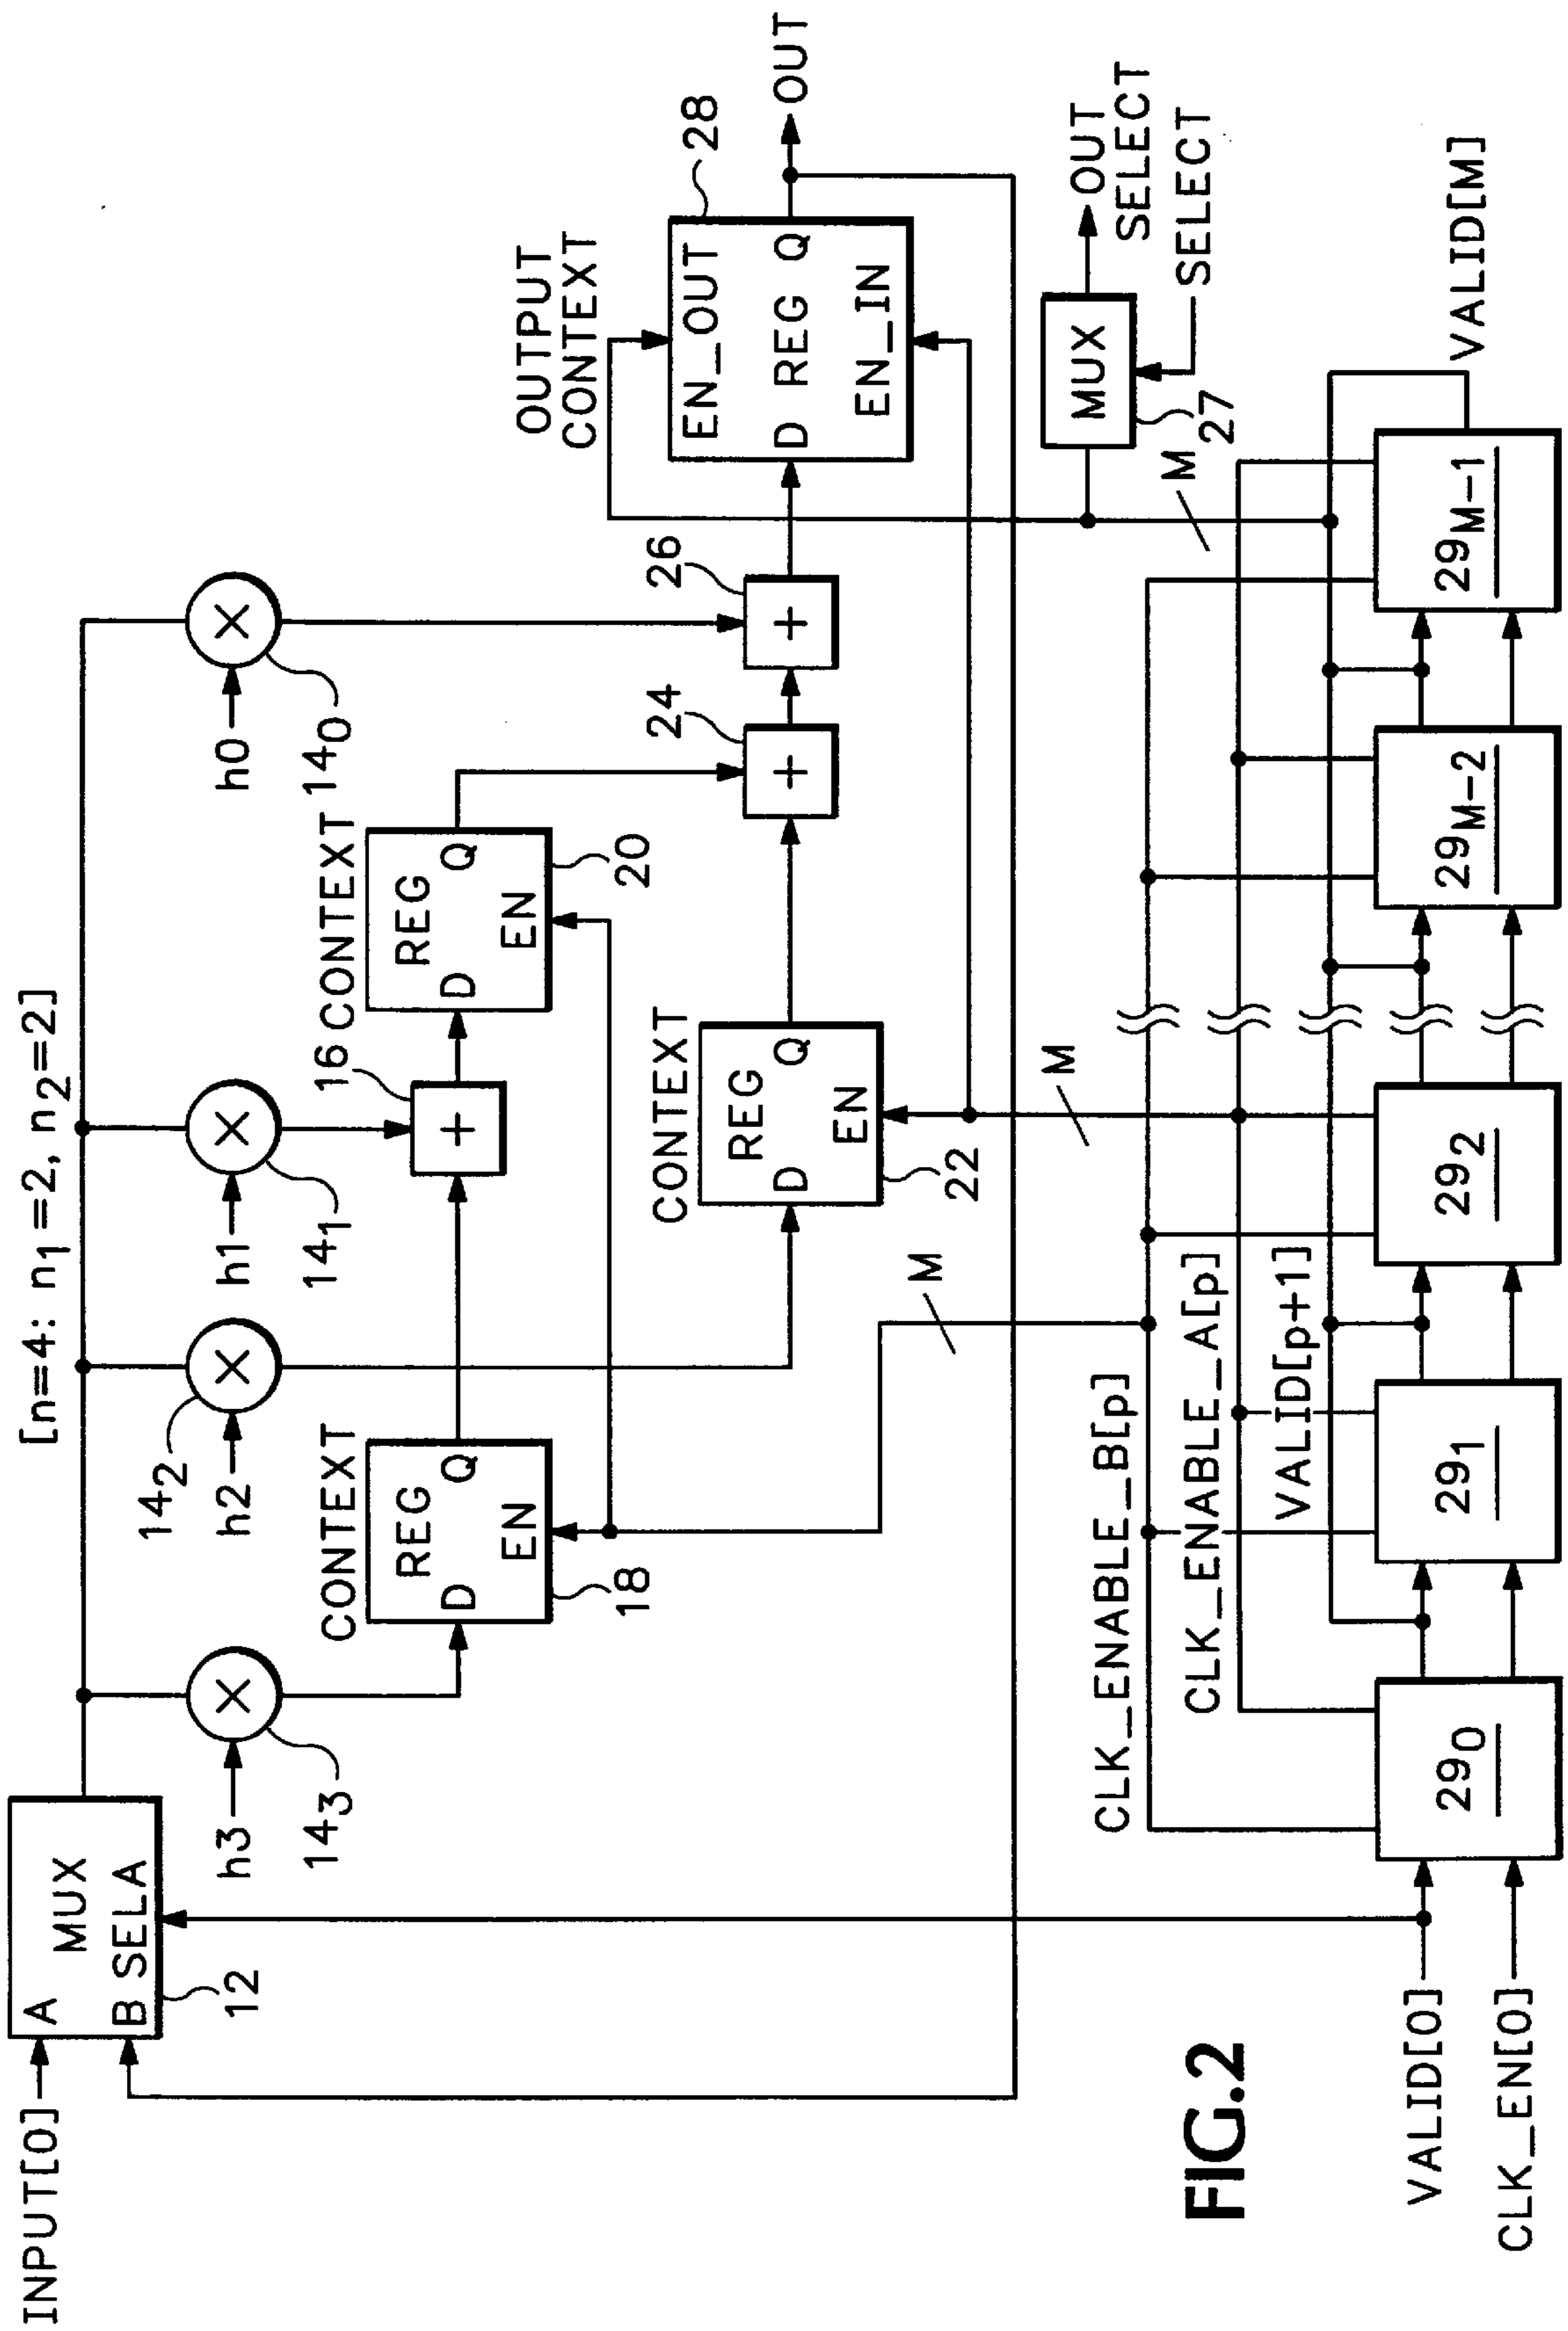 [n=4: n1=2, n2=2]
INPUT[0]
A
MUX
B SELA
12
h3
143
142
h2
h1
141
h0
140
CONTEXT
REG
D Q
EN
18
16
CONTEXT
REG
D Q
EN
20
CONTEXT
REG
D Q
EN
22
24
26
OUTPUT
CONTEXT
EN_OUT
D REG Q
EN_IN
28
OUT
MUX
27
OUT
SELECT
SELECT
M
M
M
CLK_ENABLE_B[p]
CLK_ENABLE_A[p]
VALID[p+1]
VALID[M]
290
291
292
29M-2
29M-1
VALID[0]
CLK_EN[0]
FIG.2